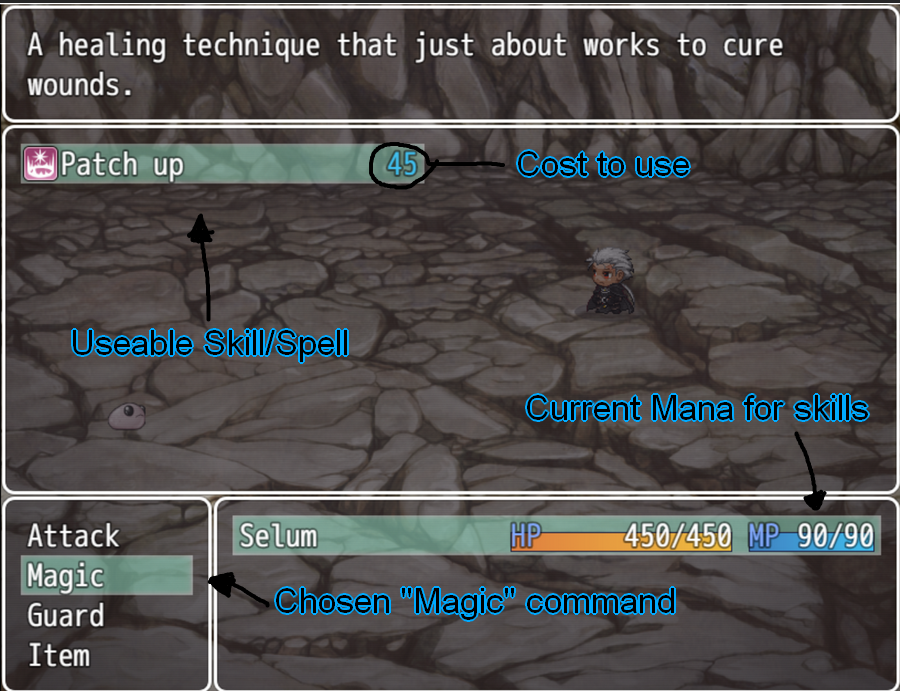 A healing technique that just about works to cure
wounds.
Patch up 45
Cost to use
Useable Skill/Spell
Current Mana for skills
Attack
Magic
Guard
Item
Selum HP 450/450 MP 90/90
Chosen "Magic" command